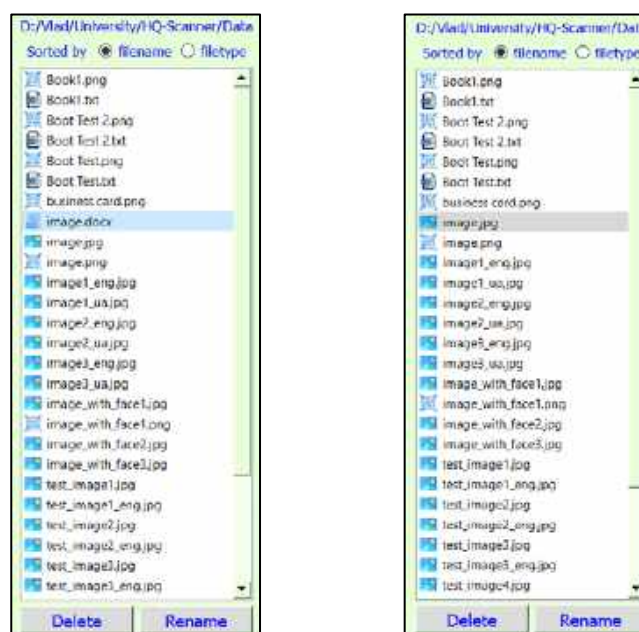 D:/Vlad/University/HQ-Scanner/Data
Sorted by filename filetype
Book1.png
Book1.txt
Boot Test 2.png
Boot Test 2.txt
Boot Test.png
Boot Test.txt
business card.png
image.docx
image.jpg
image.png
image1_eng.jpg
image1_ua.jpg
image2_eng.jpg
image2_ua.jpg
image3_eng.jpg
image3_ua.jpg
image_with_face1.jpg
image_with_face1.png
image_with_face2.jpg
image_with_face3.jpg
test_image1.jpg
test_image1_eng.jpg
test_image2.jpg
test_image2_eng.jpg
test_image3.jpg
test_image3_eng.jpg
Delete Rename
D:/Vlad/University/HQ-Scanner/Dat
Sorted by filename filetype
Book1.png
Book1.txt
Boot Test 2.png
Boot Test 2.txt
Boot Test.png
Boot Test.txt
business card.png
image.jpg
image.png
image1_eng.jpg
image1_ua.jpg
image2_eng.jpg
image2_ua.jpg
image3_eng.jpg
image3_ua.jpg
image_with_face1.jpg
image_with_face1.png
image_with_face2.jpg
image_with_face3.jpg
test_image1.jpg
test_image1_eng.jpg
test_image2.jpg
test_image2_eng.jpg
test_image3.jpg
test_image3_eng.jpg
test_image4.jpg
Delete Rename